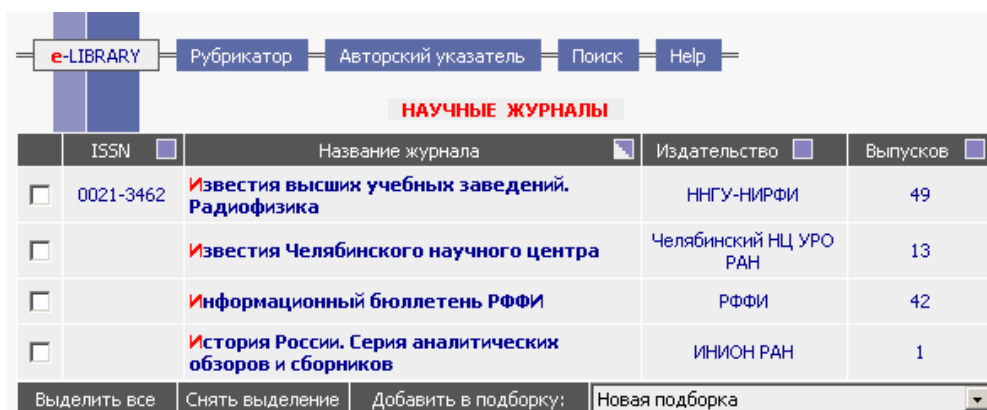 e-LIBRARY Рубрикатор Авторский указатель Поиск Help
НАУЧНЫЕ ЖУРНАЛЫ
ISSN Название журнала Издательство Выпусков
0021-3462 Известия высших учебных заведений. Радиофизика ННГУ-НИРФИ 49
Известия Челябинского научного центра Челябинский НЦ УРО РАН 13
Информационный бюллетень РФФИ РФФИ 42
История России. Серия аналитических обзоров и сборников ИНИОН РАН 1
Выделить все Снять выделение Добавить в подборку: Новая подборка